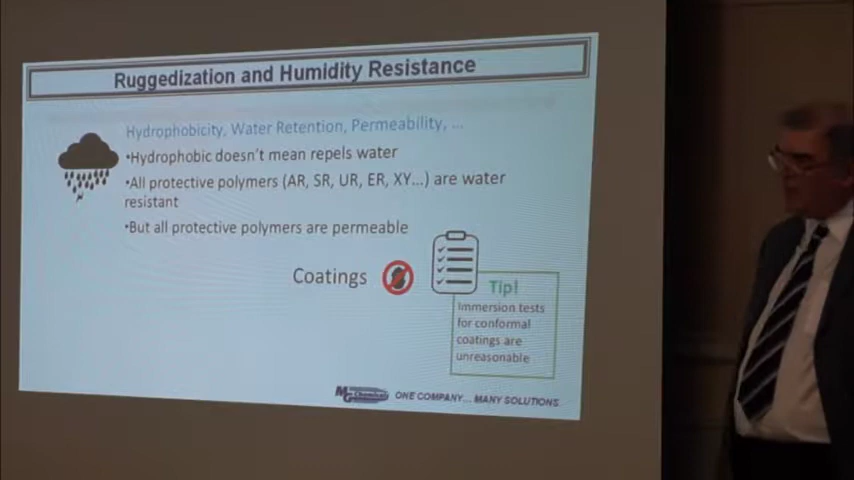 Ruggedization and Humidity Resistance
Hydrophobicity, Water Retention, Permeability, ...
•Hydrophobic doesn't mean repels water
•All protective polymers (AR, SR, UR, ER, XY...) are water
resistant
•But all protective polymers are permeable
Coatings
Tip!
Immersion tests
for conformal
coatings are
unreasonable
MG Chemicals
ONE COMPANY... MANY SOLUTIONS